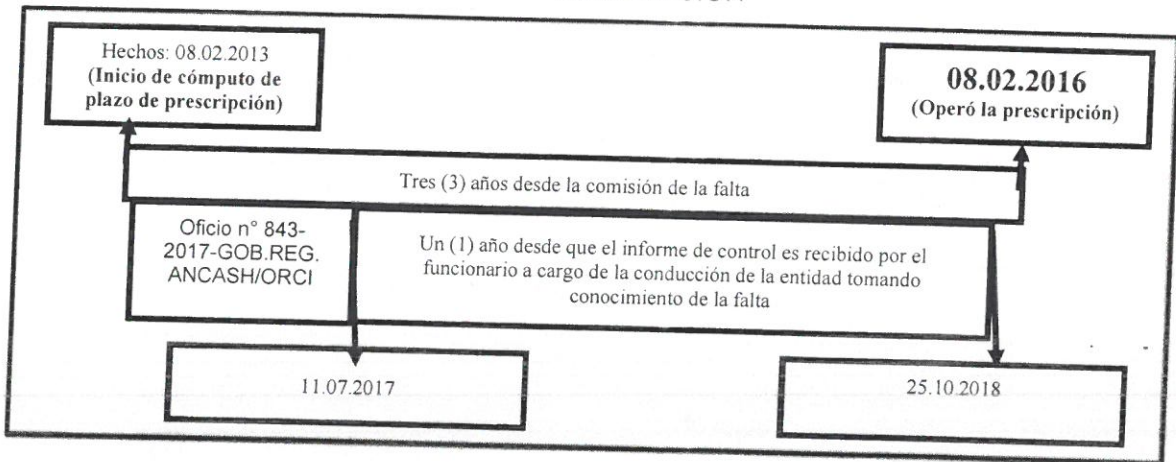 Hechos: 08.02.2013
(Inicio de cómputo de
plazo de prescripción)
08.02.2016
(Operó la prescripción)
Tres (3) años desde la comisión de la falta
Oficio n° 843-
2017-GOB.REG.
ANCASH/ORCI
Un (1) año desde que el informe de control es recibido por el
funcionario a cargo de la conducción de la entidad tomando
conocimiento de la falta
11.07.2017
25.10.2018